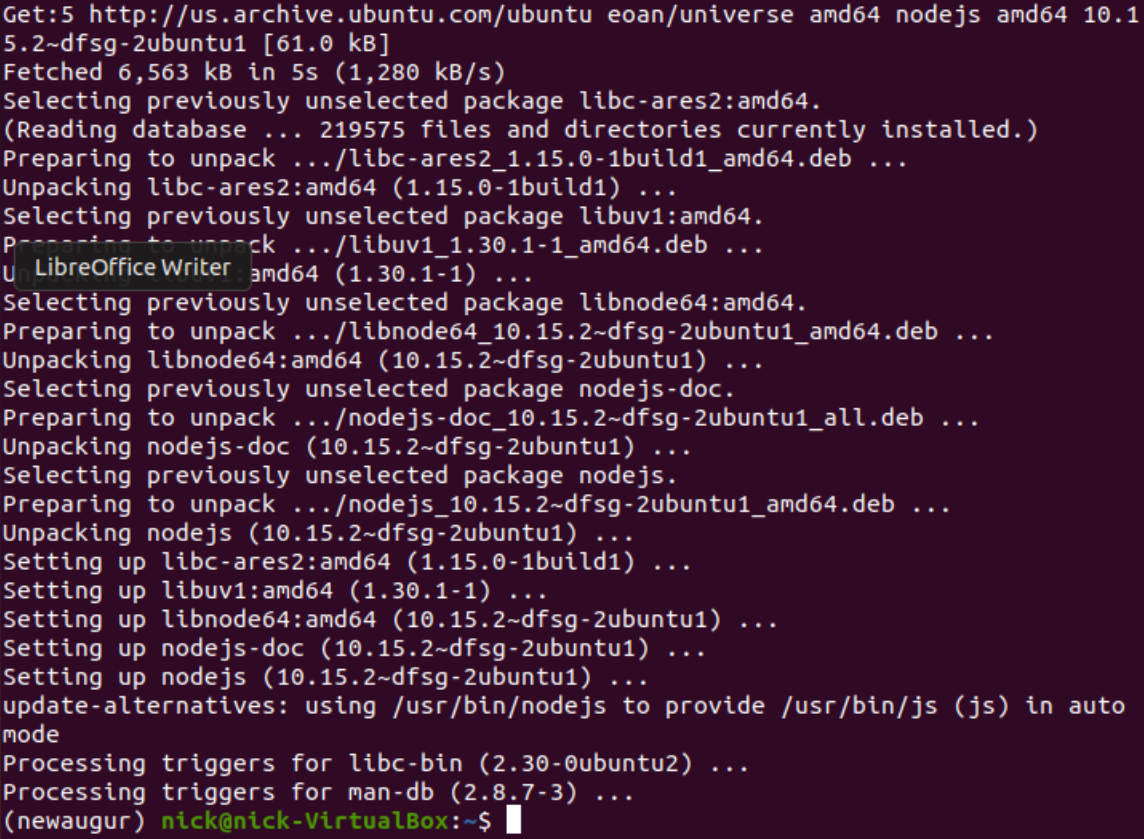 Get:5 http://us.archive.ubuntu.com/ubuntu eoan/universe amd64 nodejs amd64 10.1
5.2~dfsg-2ubuntu1 [61.0 kB]
Fetched 6,563 kB in 5s (1,280 kB/s)
Selecting previously unselected package libc-ares2:amd64.
(Reading database ... 219575 files and directories currently installed.)
Preparing to unpack .../libc-ares2_1.15.0-1build1_amd64.deb ...
Unpacking libc-ares2:amd64 (1.15.0-1build1) ...
Selecting previously unselected package libuv1:amd64.
Preparing to unpack .../libuv1_1.30.1-1_amd64.deb ...
LibreOffice Writer
Unpacking libuv1:amd64 (1.30.1-1) ...
Selecting previously unselected package libnode64:amd64.
Preparing to unpack .../libnode64_10.15.2~dfsg-2ubuntu1_amd64.deb ...
Unpacking libnode64:amd64 (10.15.2~dfsg-2ubuntu1) ...
Selecting previously unselected package nodejs-doc.
Preparing to unpack .../nodejs-doc_10.15.2~dfsg-2ubuntu1_all.deb ...
Unpacking nodejs-doc (10.15.2~dfsg-2ubuntu1) ...
Selecting previously unselected package nodejs.
Preparing to unpack .../nodejs_10.15.2~dfsg-2ubuntu1_amd64.deb ...
Unpacking nodejs (10.15.2~dfsg-2ubuntu1) ...
Setting up libc-ares2:amd64 (1.15.0-1build1) ...
Setting up libuv1:amd64 (1.30.1-1) ...
Setting up libnode64:amd64 (10.15.2~dfsg-2ubuntu1) ...
Setting up nodejs-doc (10.15.2~dfsg-2ubuntu1) ...
Setting up nodejs (10.15.2~dfsg-2ubuntu1) ...
update-alternatives: using /usr/bin/nodejs to provide /usr/bin/js (js) in auto
mode
Processing triggers for libc-bin (2.30-0ubuntu2) ...
Processing triggers for man-db (2.8.7-3) ...
(newaugur) nick@nick-VirtualBox:~$